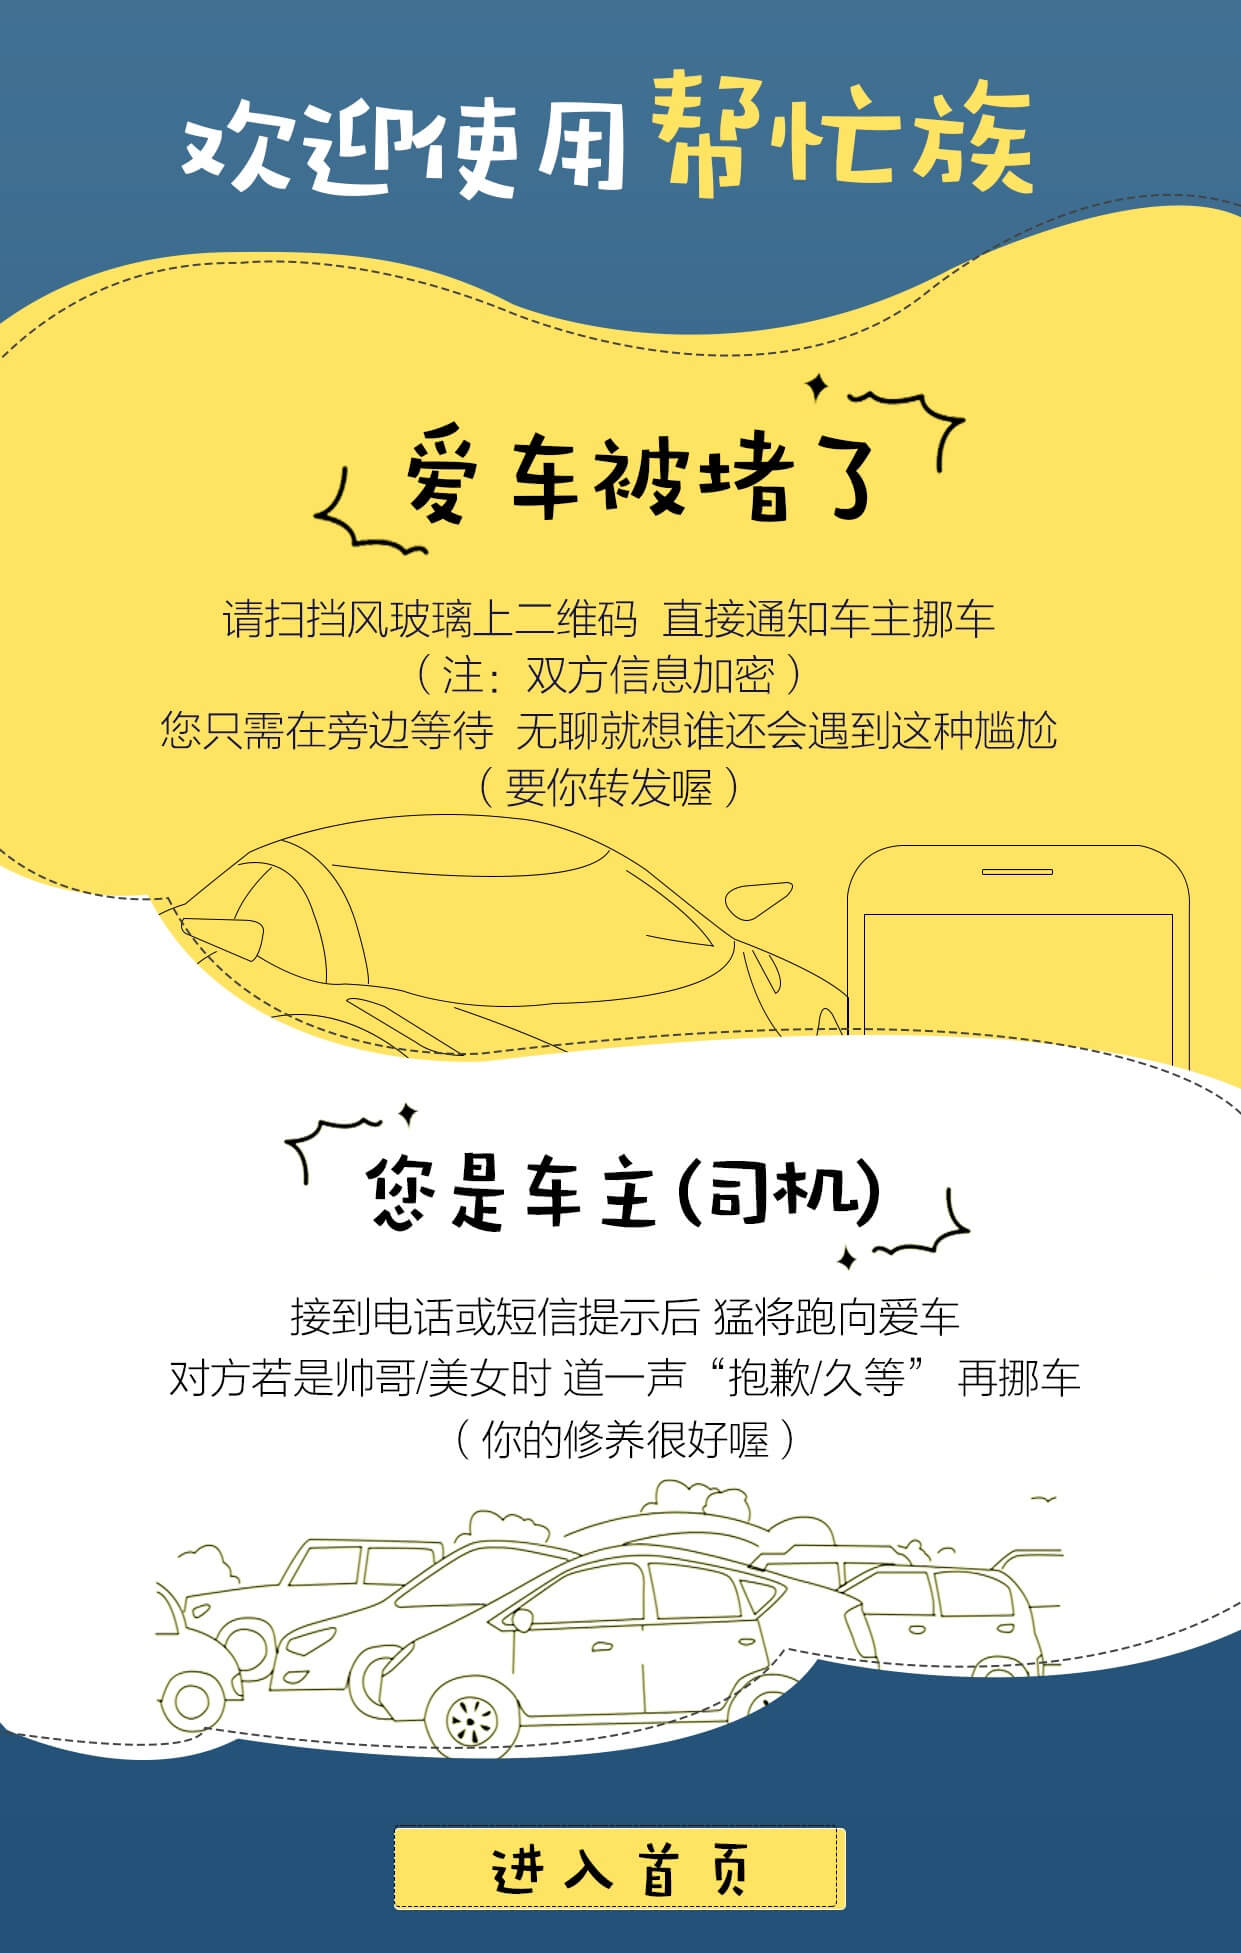 欢迎使用帮忙族
爱车被堵了
请扫挡风玻璃上二维码 直接通知车主挪车
（注：双方信息加密）
您只需在旁边等待 无聊就想谁还会遇到这种尴尬
（要你转发喔）
您是车主(司机)
接到电话或短信提示后 猛将跑向爱车
对方若是帅哥/美女时 道一声“抱歉/久等” 再挪车
（你的修养很好喔）
进入首页